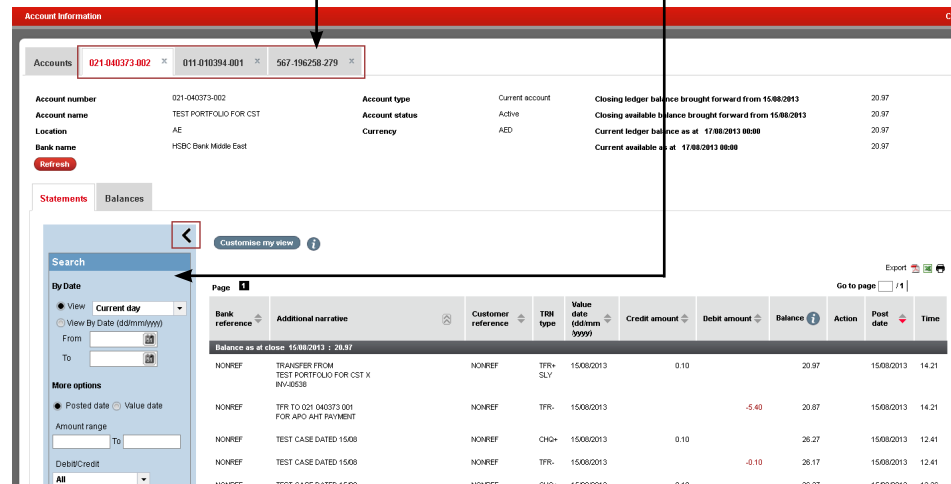 Account Information
Accounts 021-040373-002 × 011-010394-001 × 567-196258-279 ×
Account number 021-040373-002 Account type Current account Closing ledger balance brought forward from 15/08/2013 20.97
Account name TEST PORTFOLIO FOR CST Account status Active Closing available balance brought forward from 15/08/2013 20.97
Location AE Currency AED Current ledger balance as at 17/08/2013 00:00 20.97
Bank name HSBC Bank Middle East Current available as at 17/08/2013 00:00 20.97
Refresh
Statements Balances
Customise my view i
Search
Export
By Date
Page 1 Go to page /1
View Current day
View By Date (dd/mm/yyyy)
From
To
More options
Posted date Value date
Amount range
To
Debit/Credit
All
Bank reference Additional narrative Customer reference TRN type Value date (dd/mm/yyyy) Credit amount Debit amount Balance i Action Post date Time
Balance as at close 15/08/2013 : 20.97
NONREF TRANSFER FROM NONREF TFR+ 15/08/2013 0.10 20.97 15/08/2013 14.21
TEST PORTFOLIO FOR CST X SLY
INV-I0538
NONREF TFR TO 021 040373 001 NONREF TFR- 15/08/2013 -5.40 20.87 15/08/2013 14.21
FOR APO AHT PAYMENT
NONREF TEST CASE DATED 15/08 NONREF CHQ+ 15/08/2013 0.10 26.27 15/08/2013 12.41
NONREF TEST CASE DATED 15/08 NONREF TFR- 15/08/2013 -0.10 26.17 15/08/2013 12.41